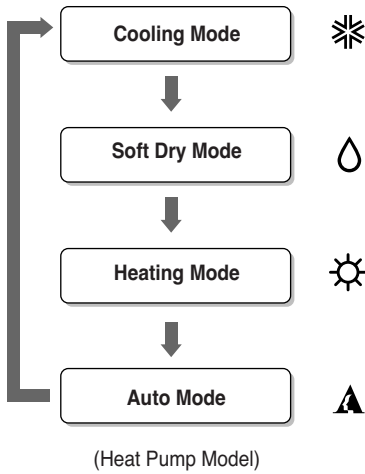 Cooling Mode
Soft Dry Mode
Heating Mode
Auto Mode
(Heat Pump Model)